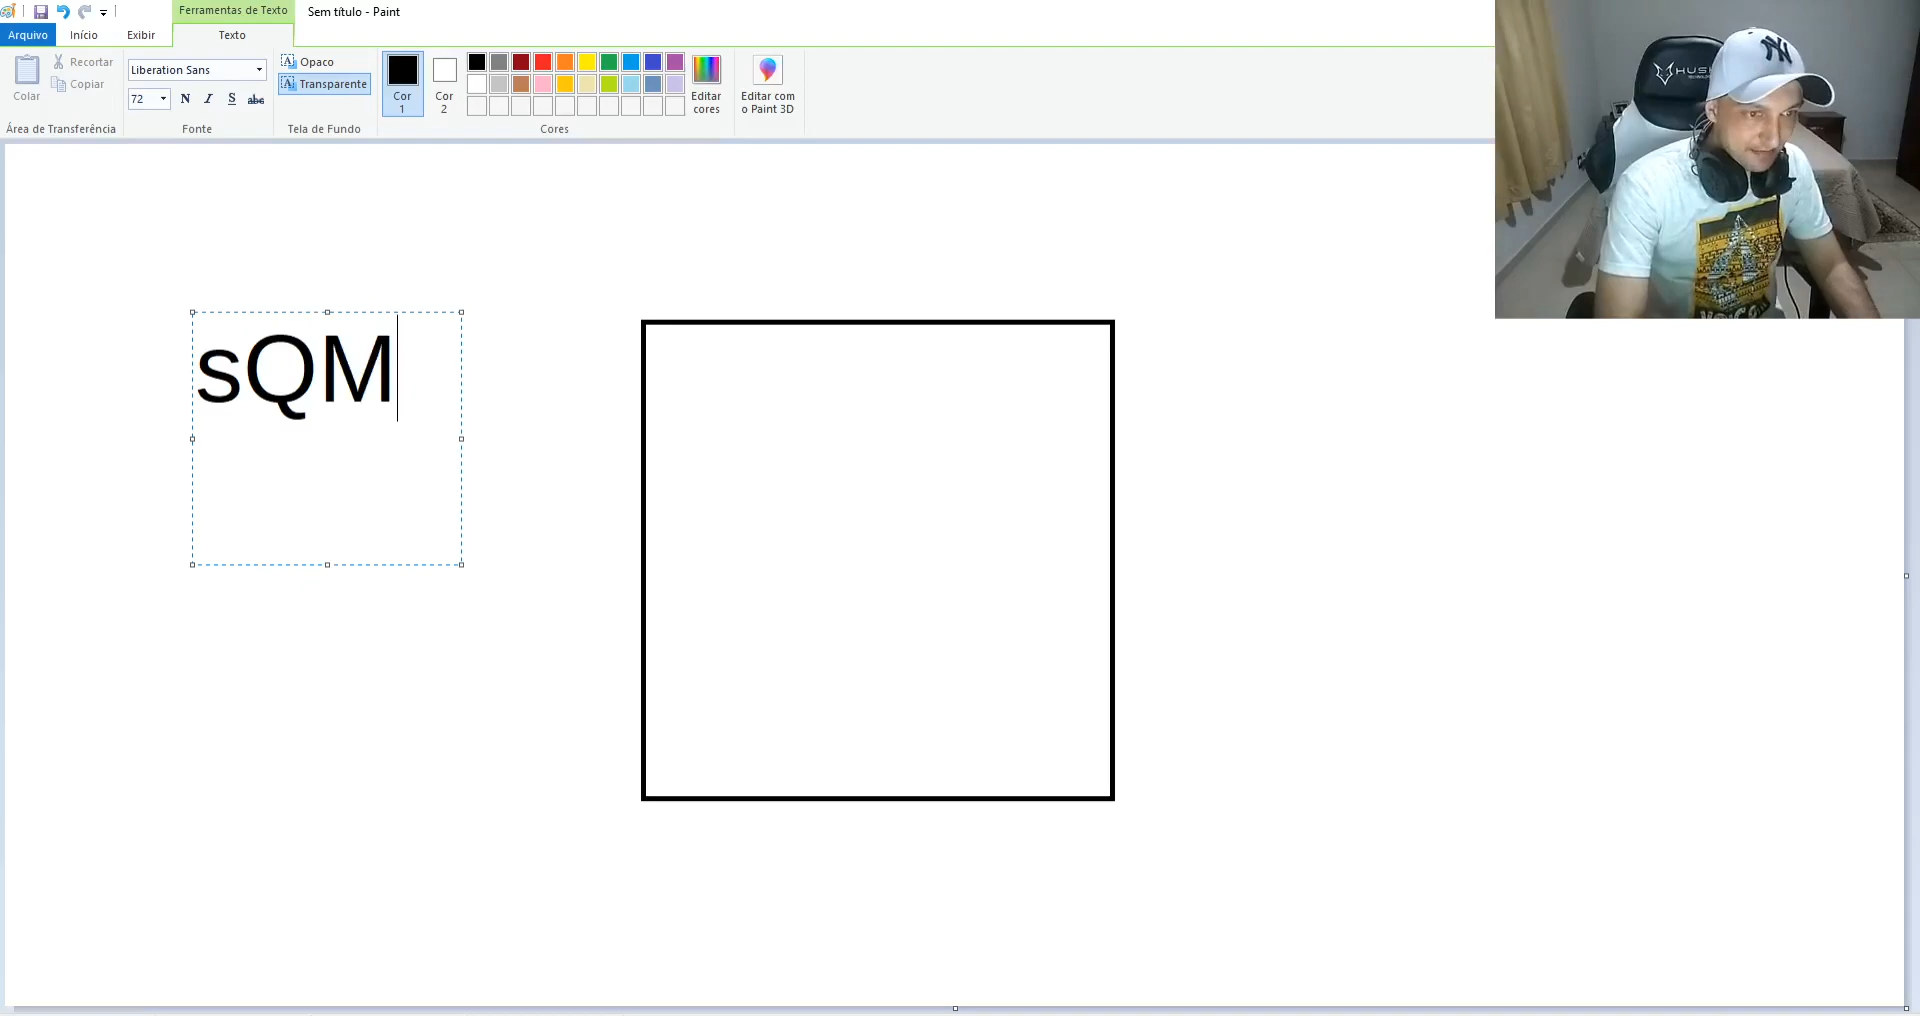 Ferramentas de Texto
Sem título - Paint
Arquivo
Início
Exibir
Texto
Colar
Recortar
Copiar
Área de Transferência
Liberation Sans
72
N I S abc
Fonte
A Opaco
A Transparente
Tela de Fundo
Cor 1
Cor 2
Editar cores
Cores
Editar com o Paint 3D
sQM